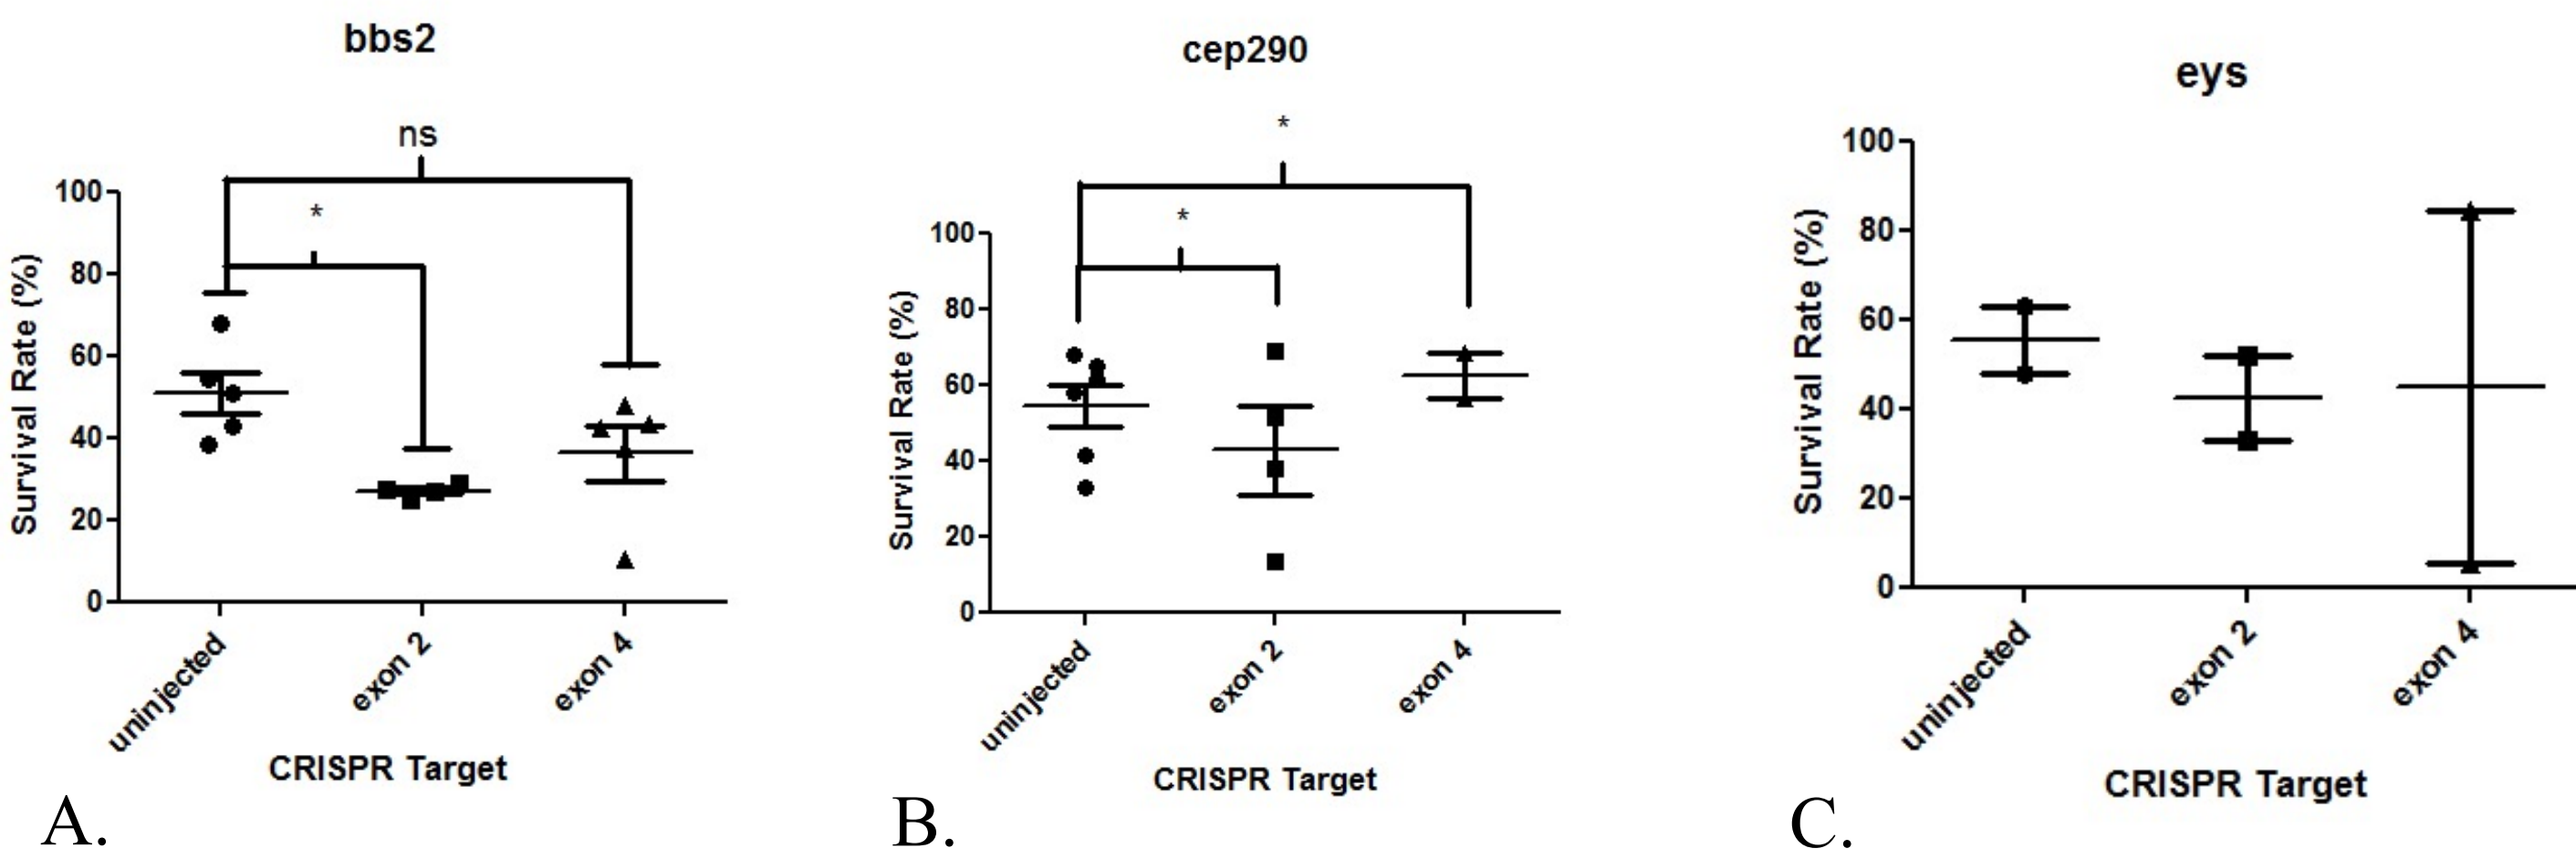 bbs2
ns
*
100
80
60
40
20
0
Survival Rate (%)
uninjected
exon 2
exon 4
CRISPR Target
A.
cep290
*
*
100
80
60
40
20
0
Survival Rate (%)
uninjected
exon 2
exon 4
CRISPR Target
B.
eys
100
80
60
40
20
0
Survival Rate (%)
uninjected
exon 2
exon 4
CRISPR Target
C.